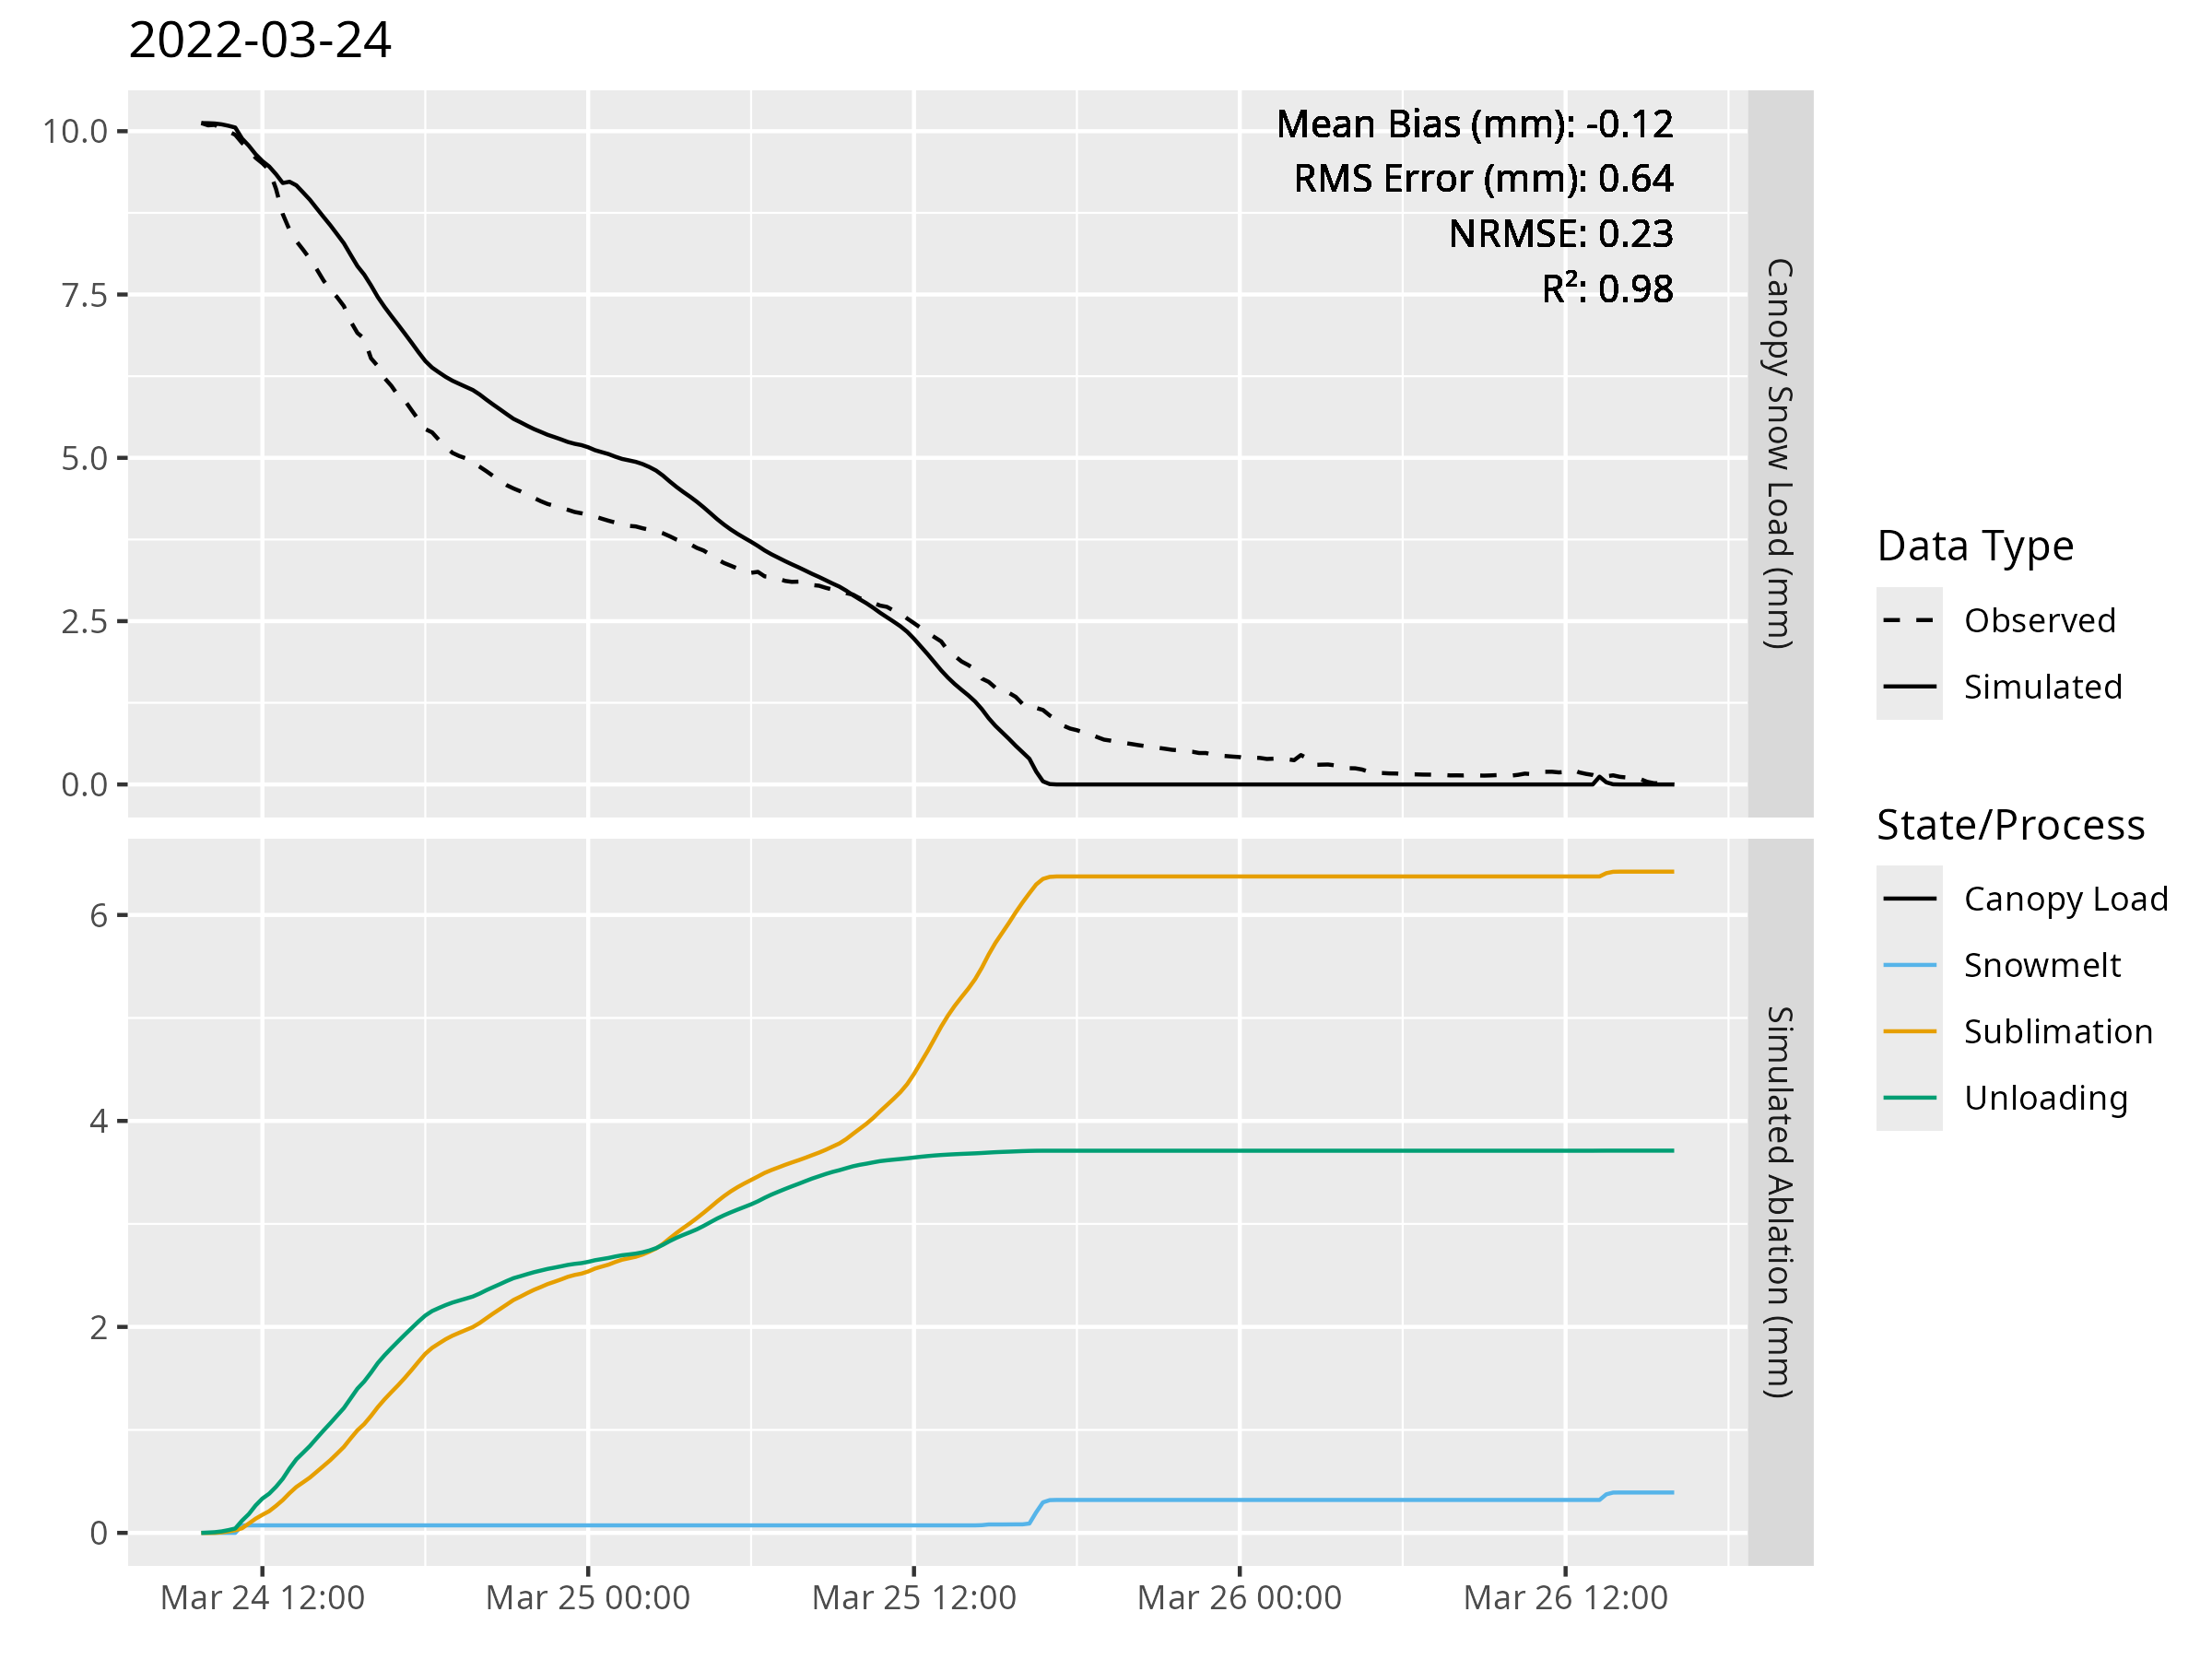 2022-03-24
10.0
7.5
5.0
2.5
0.0
Mean Bias (mm): -0.12
RMS Error (mm): 0.64
NRMSE: 0.23
R²: 0.98
Canopy Snow Load (mm)
6
4
2
0
Simulated Ablation (mm)
Mar 24 12:00
Mar 25 00:00
Mar 25 12:00
Mar 26 00:00
Mar 26 12:00
Data Type
Observed
Simulated
State/Process
Canopy Load
Snowmelt
Sublimation
Unloading